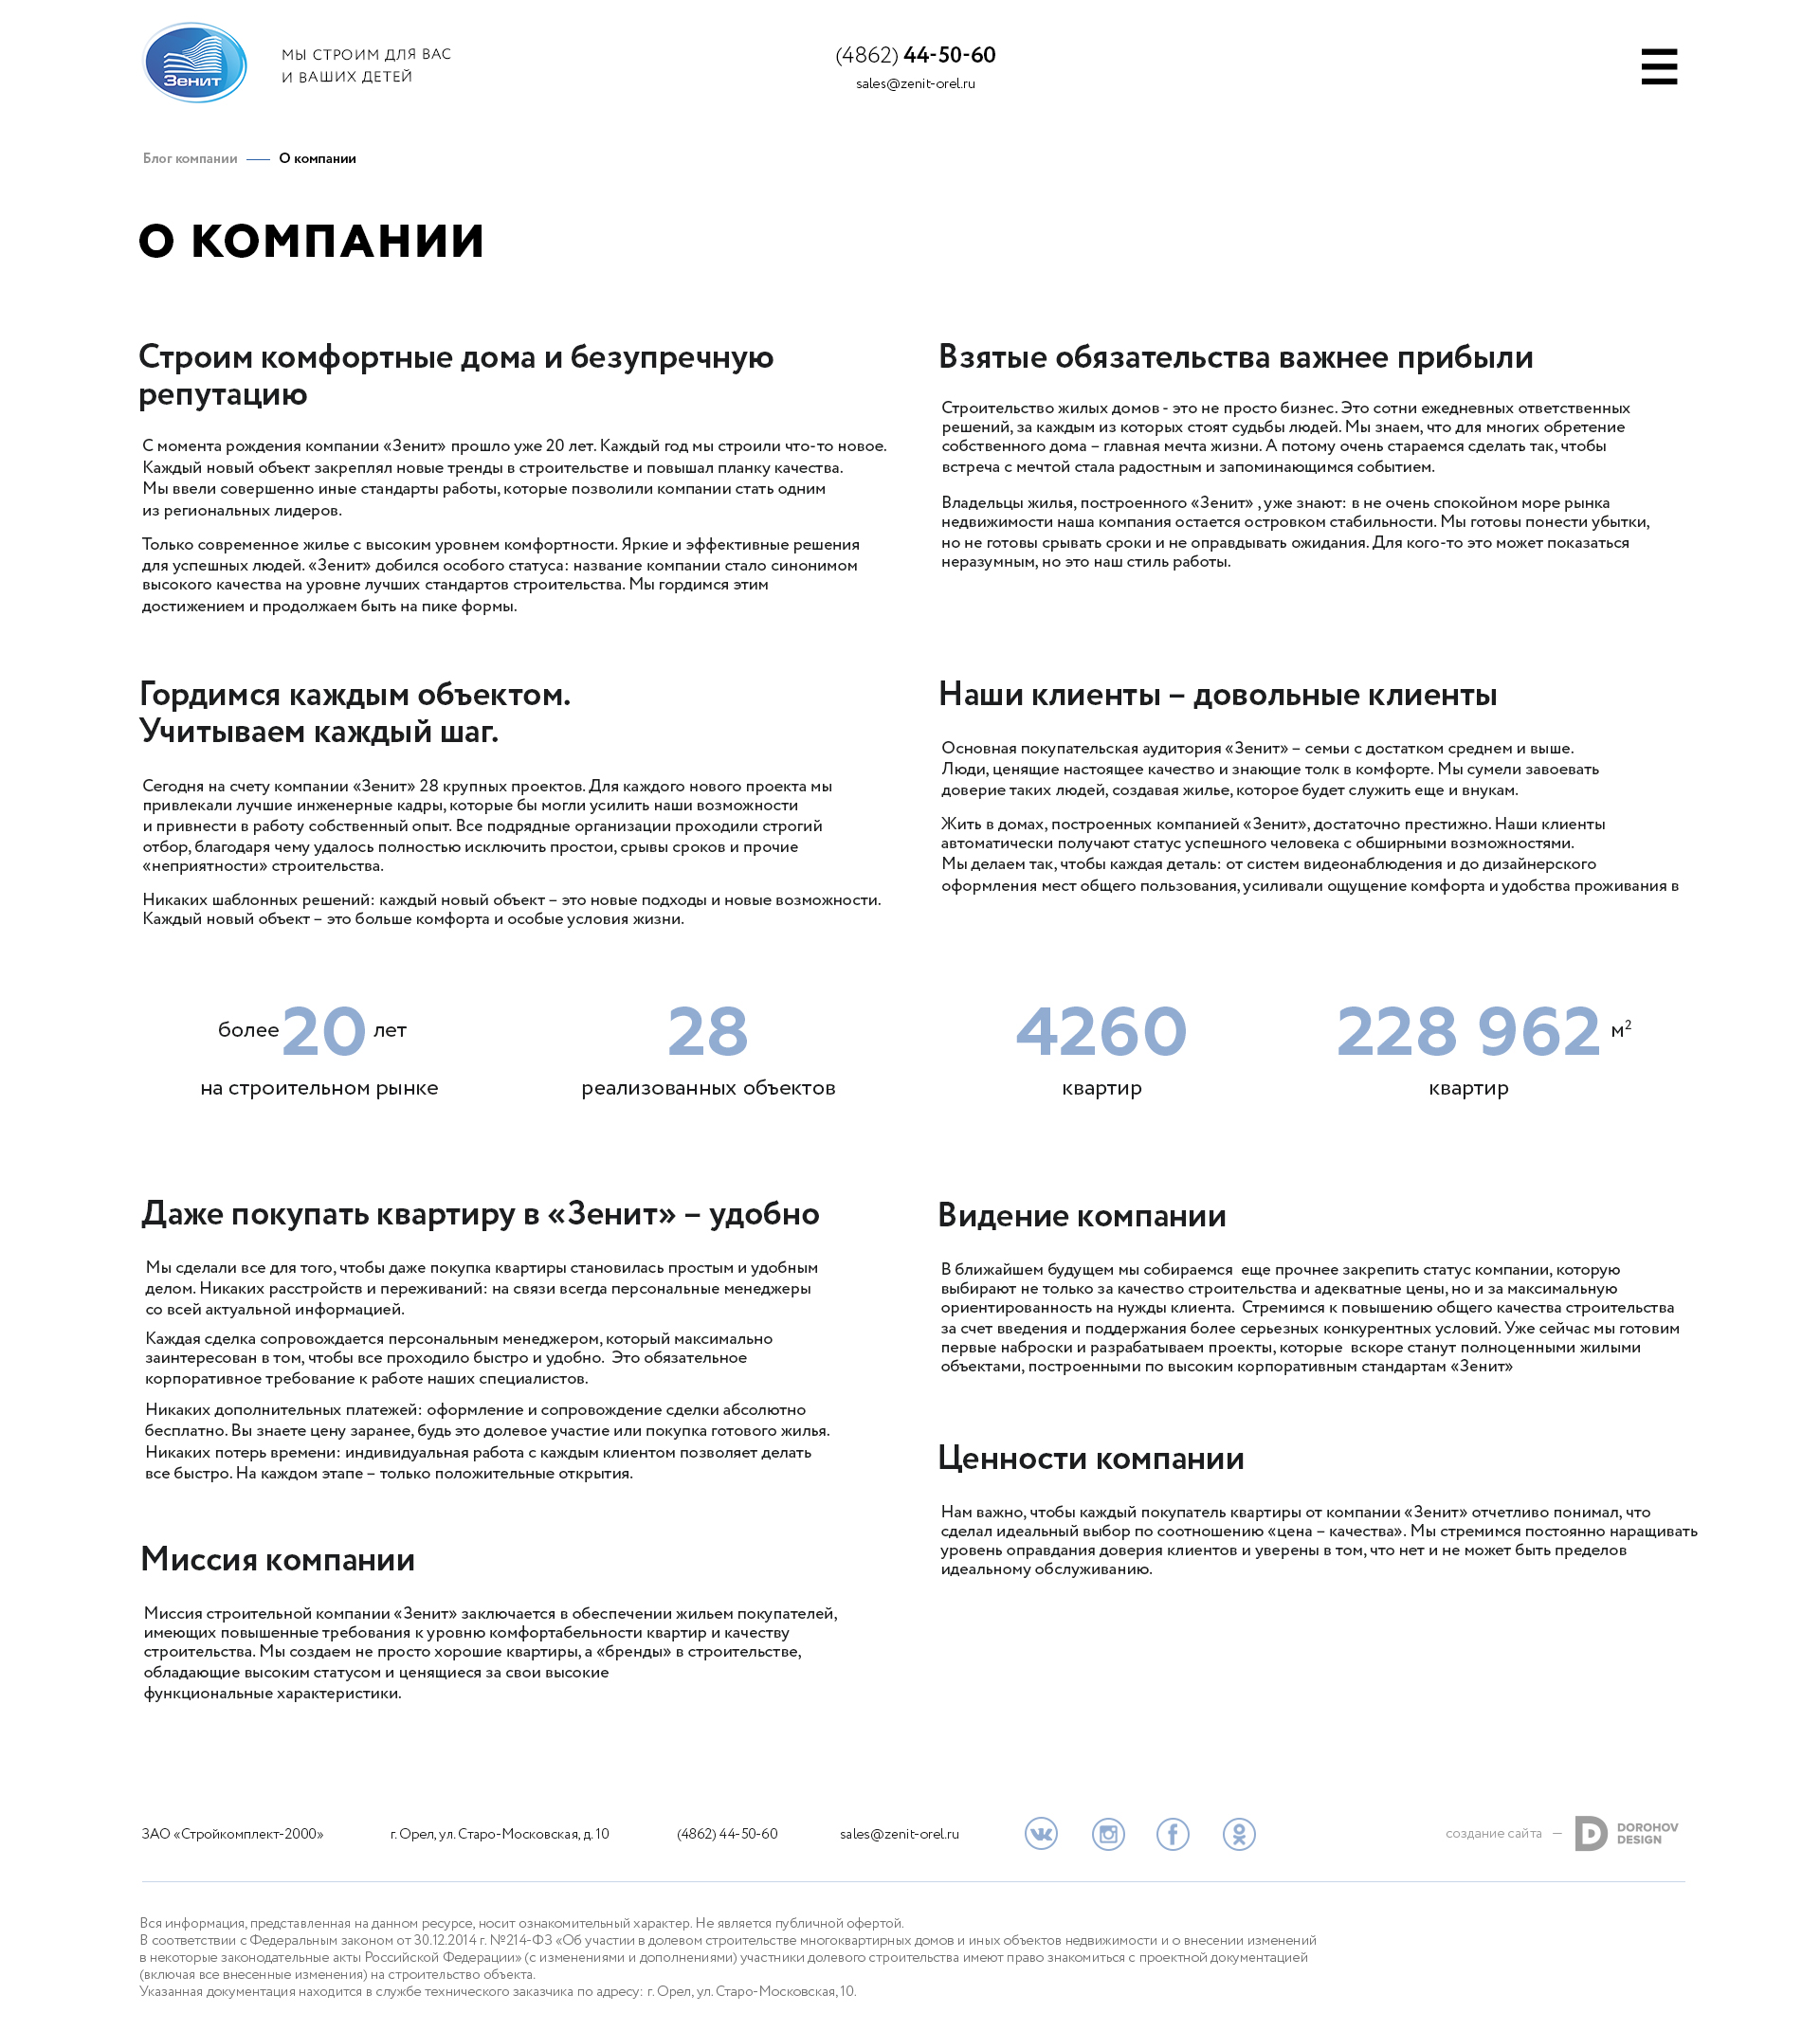 Зенит
МЫ СТРОИМ ДЛЯ ВАС
И ВАШИХ ДЕТЕЙ
(4862) 44-50-60
sales@zenit-orel.ru
Блог компании — О компании
О КОМПАНИИ
Строим комфортные дома и безупречную
репутацию
С момента рождения компании «Зенит» прошло уже 20 лет. Каждый год мы строили что-то новое.
Каждый новый объект закреплял новые тренды в строительстве и повышал планку качества.
Мы ввели совершенно иные стандарты работы, которые позволили компании стать одним
из региональных лидеров.
Только современное жилье с высоким уровнем комфортности. Яркие и эффективные решения
для успешных людей. «Зенит» добился особого статуса: название компании стало синонимом
высокого качества на уровне лучших стандартов строительства. Мы гордимся этим
достижением и продолжаем быть на пике формы.
Взятые обязательства важнее прибыли
Строительство жилых домов - это не просто бизнес. Это сотни ежедневных ответственных
решений, за каждым из которых стоят судьбы людей. Мы знаем, что для многих обретение
собственного дома – главная мечта жизни. А потому очень стараемся сделать так, чтобы
встреча с мечтой стала радостным и запоминающимся событием.
Владельцы жилья, построенного «Зенит» , уже знают: в не очень спокойном море рынка
недвижимости наша компания остается островком стабильности. Мы готовы понести убытки,
но не готовы срывать сроки и не оправдывать ожидания. Для кого-то это может показаться
неразумным, но это наш стиль работы.
Гордимся каждым объектом.
Учитываем каждый шаг.
Сегодня на счету компании «Зенит» 28 крупных проектов. Для каждого нового проекта мы
привлекали лучшие инженерные кадры, которые бы могли усилить наши возможности
и привнести в работу собственный опыт. Все подрядные организации проходили строгий
отбор, благодаря чему удалось полностью исключить простои, срывы сроков и прочие
«неприятности» строительства.
Никаких шаблонных решений: каждый новый объект – это новые подходы и новые возможности.
Каждый новый объект – это больше комфорта и особые условия жизни.
Наши клиенты – довольные клиенты
Основная покупательская аудитория «Зенит» – семьи с достатком среднем и выше.
Люди, ценящие настоящее качество и знающие толк в комфорте. Мы сумели завоевать
доверие таких людей, создавая жилье, которое будет служить еще и внукам.
Жить в домах, построенных компанией «Зенит», достаточно престижно. Наши клиенты
автоматически получают статус успешного человека с обширными возможностями.
Мы делаем так, чтобы каждая деталь: от систем видеонаблюдения и до дизайнерского
оформления мест общего пользования, усиливали ощущение комфорта и удобства проживания в
более 20 лет
на строительном рынке
28
реализованных объектов
4260
квартир
228 962 м²
квартир
Даже покупать квартиру в «Зенит» – удобно
Мы сделали все для того, чтобы даже покупка квартиры становилась простым и удобным
делом. Никаких расстройств и переживаний: на связи всегда персональные менеджеры
со всей актуальной информацией.
Каждая сделка сопровождается персональным менеджером, который максимально
заинтересован в том, чтобы все проходило быстро и удобно.  Это обязательное
корпоративное требование к работе наших специалистов.
Никаких дополнительных платежей: оформление и сопровождение сделки абсолютно
бесплатно. Вы знаете цену заранее, будь это долевое участие или покупка готового жилья.
Никаких потерь времени: индивидуальная работа с каждым клиентом позволяет делать
все быстро. На каждом этапе – только положительные открытия.
Миссия компании
Миссия строительной компании «Зенит» заключается в обеспечении жильем покупателей,
имеющих повышенные требования к уровню комфортабельности квартир и качеству
строительства. Мы создаем не просто хорошие квартиры, а «бренды» в строительстве,
обладающие высоким статусом и ценящиеся за свои высокие
функциональные характеристики.
Видение компании
В ближайшем будущем мы собираемся  еще прочнее закрепить статус компании, которую
выбирают не только за качество строительства и адекватные цены, но и за максимальную
ориентированность на нужды клиента.  Стремимся к повышению общего качества строительства
за счет введения и поддержания более серьезных конкурентных условий. Уже сейчас мы готовим
первые наброски и разрабатываем проекты, которые  вскоре станут полноценными жилыми
объектами, построенными по высоким корпоративным стандартам «Зенит»
Ценности компании
Нам важно, чтобы каждый покупатель квартиры от компании «Зенит» отчетливо понимал, что
сделал идеальный выбор по соотношению «цена – качества». Мы стремимся постоянно наращивать
уровень оправдания доверия клиентов и уверены в том, что нет и не может быть пределов
идеальному обслуживанию.
ЗАО «Стройкомплект-2000»
г. Орел, ул. Старо-Московская, д. 10
(4862) 44-50-60
sales@zenit-orel.ru
создание сайта —
DOROHOV
DESIGN
Вся информация, представленная на данном ресурсе, носит ознакомительный характер. Не является публичной офертой.
В соответствии с Федеральным законом от 30.12.2014 г. №214-ФЗ «Об участии в долевом строительстве многоквартирных домов и иных объектов недвижимости и о внесении изменений
в некоторые законодательные акты Российской Федерации» (с изменениями и дополнениями) участники долевого строительства имеют право знакомиться с проектной документацией
(включая все внесенные изменения) на строительство объекта.
Указанная документация находится в службе технического заказчика по адресу: г. Орел, ул. Старо-Московская, 10.